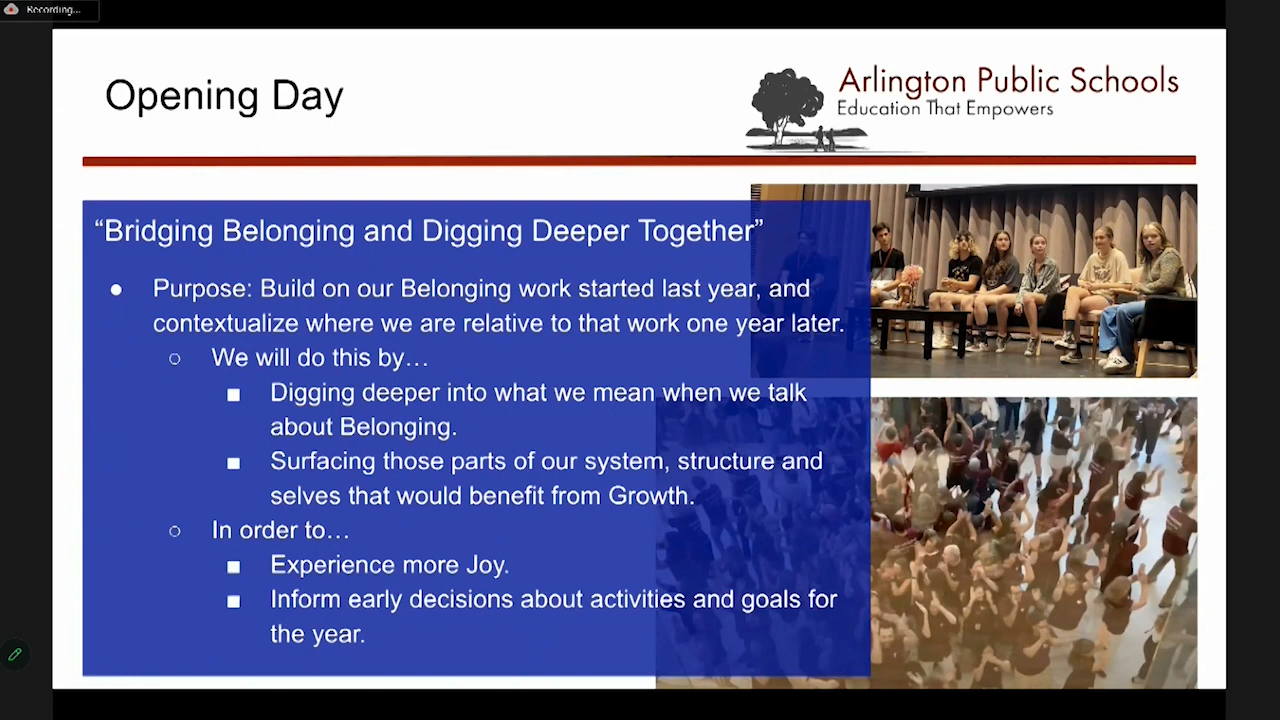 Recording...
Opening Day
Arlington Public Schools
Education That Empowers
“Bridging Belonging and Digging Deeper Together”
● Purpose: Build on our Belonging work started last year, and
contextualize where we are relative to that work one year later.
○ We will do this by…
■ Digging deeper into what we mean when we talk
about Belonging.
■ Surfacing those parts of our system, structure and
selves that would benefit from Growth.
○ In order to…
■ Experience more Joy.
■ Inform early decisions about activities and goals for
the year.